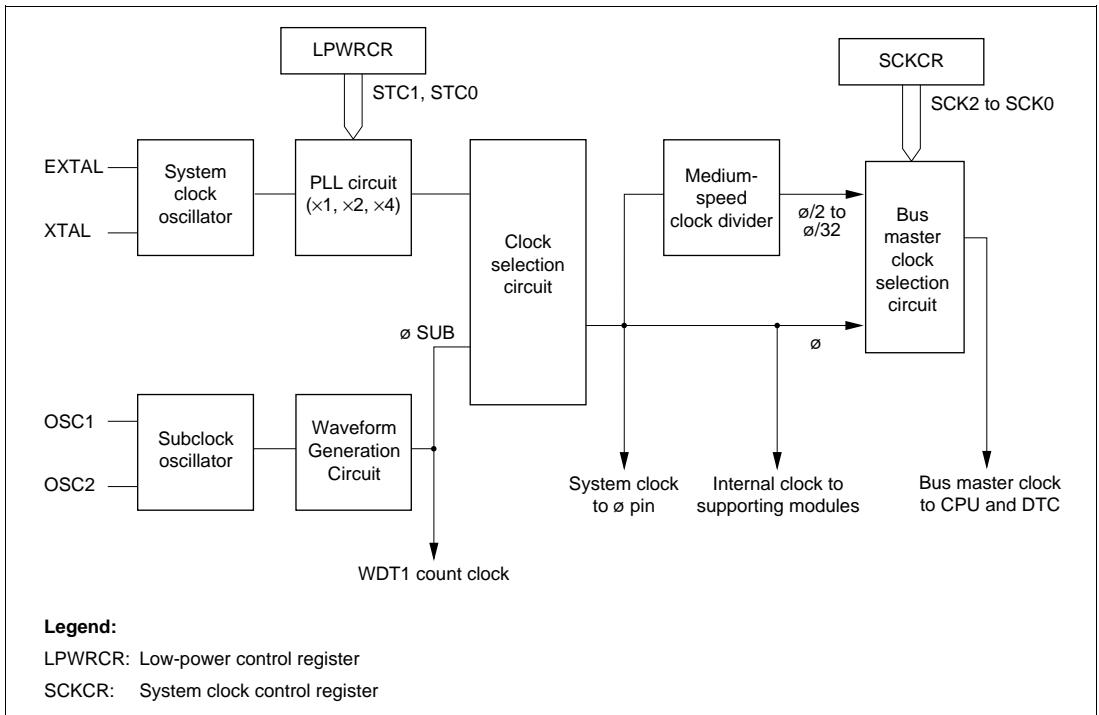 LPWRCR
STC1, STC0
SCKCR
SCK2 to SCK0
EXTAL
XTAL
System
clock
oscillator
PLL circuit
(×1, ×2, ×4)
Clock
selection
circuit
Medium-
speed
clock divider
ø/2 to
ø/32
Bus
master
clock
selection
circuit
ø SUB
ø
OSC1
OSC2
Subclock
oscillator
Waveform
Generation
Circuit
System clock
to ø pin
Internal clock to
supporting modules
Bus master clock
to CPU and DTC
WDT1 count clock
Legend:
LPWRCR: Low-power control register
SCKCR: System clock control register